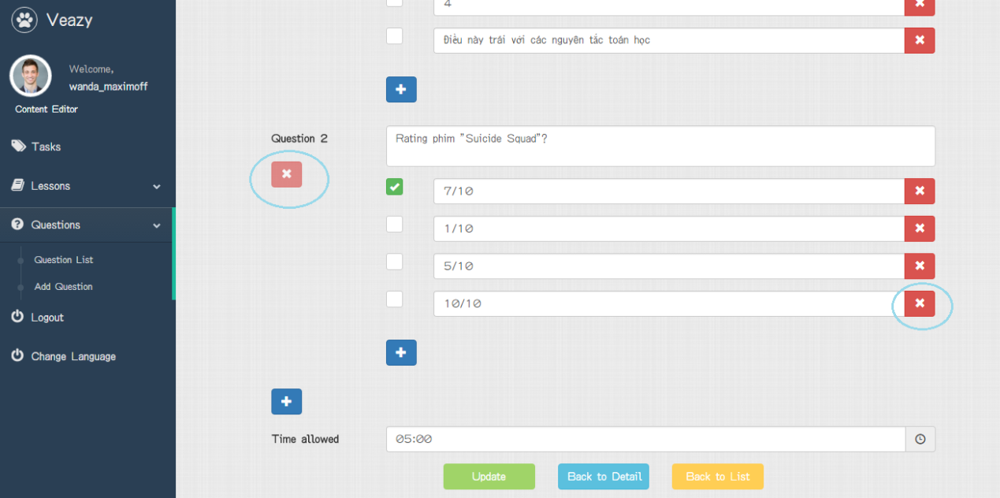 Veazy
Welcome,
wanda_maximoff
Content Editor
Tasks
Lessons
Questions
Question List
Add Question
Logout
Change Language
4
Điều này trái với các nguyên tắc toán học
Question 2
Rating phim "Suicide Squad"?
7/10
1/10
5/10
10/10
Time allowed
05:00
Update
Back to Detail
Back to List